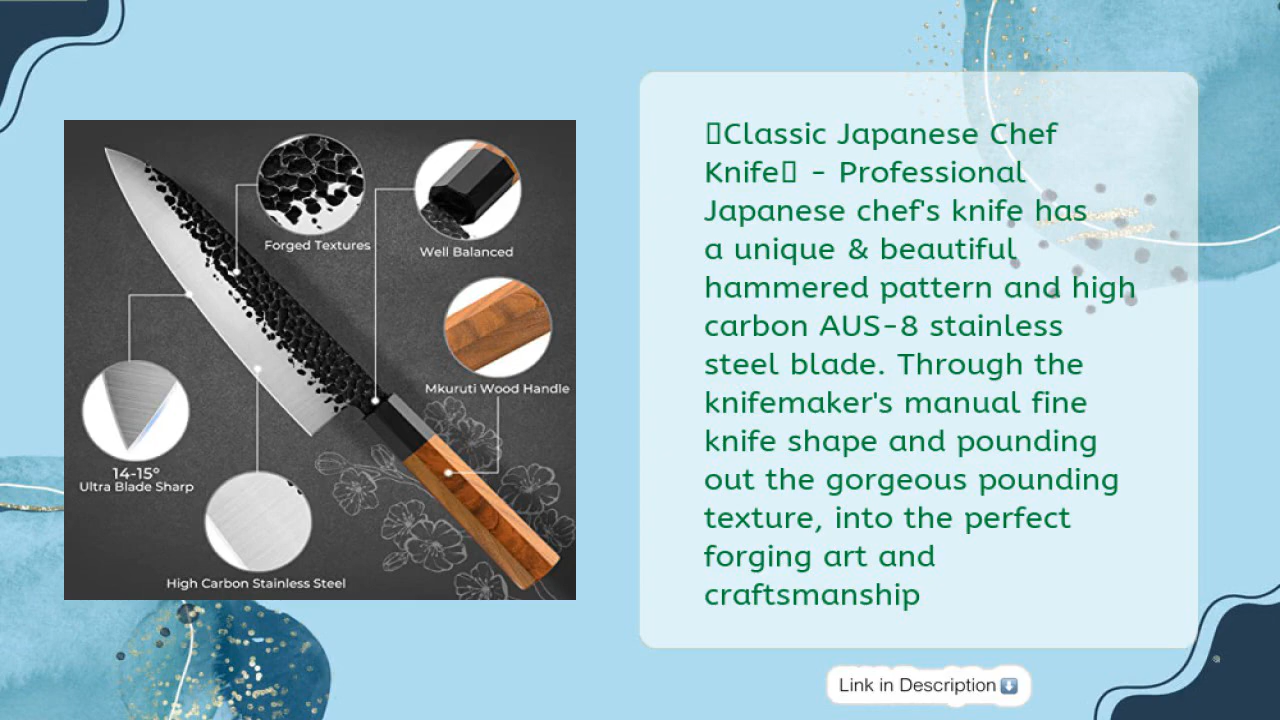 Forged Textures
Well Balanced
Mkuruti Wood Handle
14-15°
Ultra Blade Sharp
High Carbon Stainless Steel
▯Classic Japanese Chef
Knife▯ - Professional
Japanese chef's knife has
a unique & beautiful
hammered pattern and high
carbon AUS-8 stainless
steel blade. Through the
knifemaker's manual fine
knife shape and pounding
out the gorgeous pounding
texture, into the perfect
forging art and
craftsmanship
Link in Description⬇️